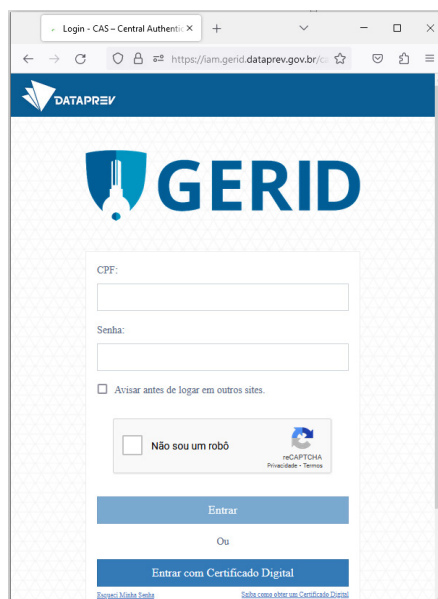 Login - CAS – Central Authentic
https://iam.gerid.dataprev.gov.br/c
DATAPREV
GERID
CPF:
Senha:
Avisar antes de logar em outros sites.
Não sou um robô
reCAPTCHA
Privacidade - Termos
Entrar
Ou
Entrar com Certificado Digital
Esqueci Minha Senha
Saiba como obter um Certificado Digital